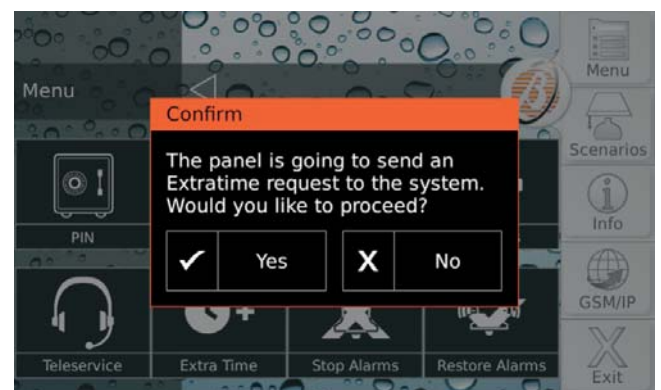 Menu
Menu
Confirm
The panel is going to send an
Extratime request to the system.
Would you like to proceed?
Yes
No
Scenarios
Info
PIN
GSM/IP
Teleservice
Extra Time
Stop Alarms
Restore Alarms
Exit